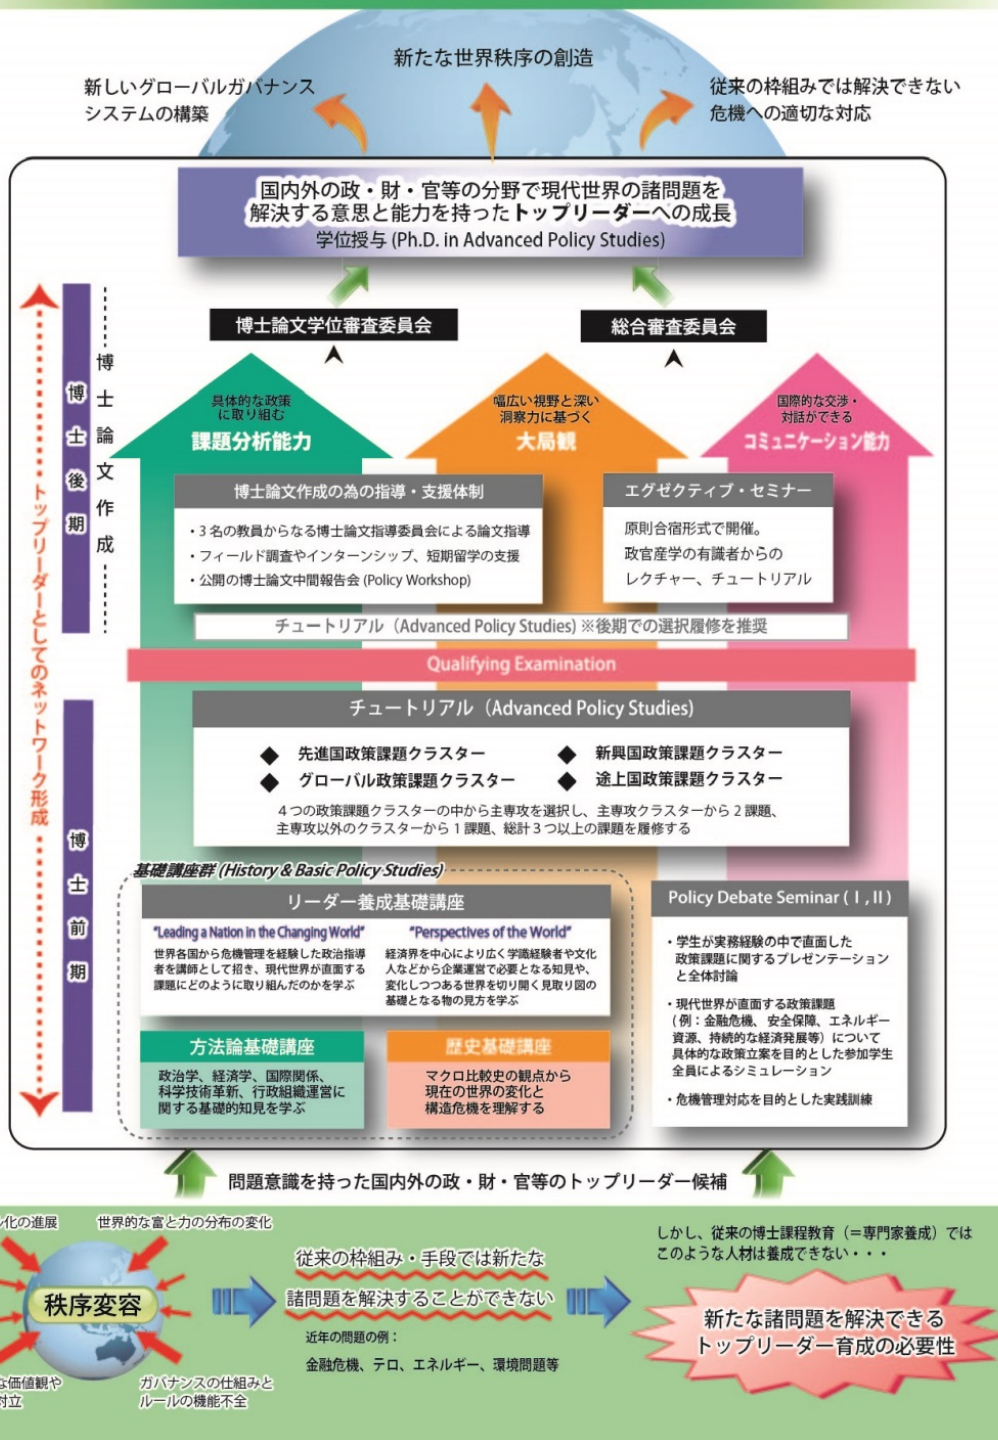 新たな世界秩序の創造
新しいグローバルガバナンス
システムの構築
従来の枠組みでは解決できない
危機への適切な対応
国内外の政・財・官等の分野で現代世界の諸問題を
解決する意思と能力を持ったトップリーダーへの成長
学位授与 (Ph.D. in Advanced Policy Studies)
博士論文学位審査委員会
総合審査委員会
トップリーダーとしてのネットワーク形成
博士後期
博士論文作成
具体的な政策
に取り組む
課題分析能力
幅広い視野と深い
洞察力に基づく
大局観
国際的な交渉・
対話ができる
コミュニケーション能力
博士論文作成の為の指導・支援体制
・3 名の教員からなる博士論文指導委員会による論文指導
・フィールド調査やインターンシップ、短期留学の支援
・公開の博士論文中間報告会 (Policy Workshop)
エグゼクティブ・セミナー
原則合宿形式で開催。
政官産学の有識者からの
レクチャー、チュートリアル
チュートリアル（Advanced Policy Studies) ※後期での選択履修を推奨
Qualifying Examination
博士前期
チュートリアル（Advanced Policy Studies)
◆ 先進国政策課題クラスター
◆ 新興国政策課題クラスター
◆ グローバル政策課題クラスター
◆ 途上国政策課題クラスター
４つの政策課題クラスターの中から主専攻を選択し、主専攻クラスターから 2 課題、
主専攻以外のクラスターから 1 課題、総計 3 つ以上の課題を履修する
基礎講座群 (History & Basic Policy Studies)
リーダー養成基礎講座
"Leading a Nation in the Changing World"
世界各国から危機管理を経験した政治指導
者を講師として招き、現代世界が直面する
課題にどのように取り組んだのかを学ぶ
"Perspectives of the World"
経済界を中心により広く学識経験者や文化
人などから企業運営で必要となる知見や、
変化しつつある世界を切り開く見取り図の
基礎となる物の見方を学ぶ
方法論基礎講座
政治学、経済学、国際関係、
科学技術革新、行政組織運営に
関する基礎的知見を学ぶ
歴史基礎講座
マクロ比較史の観点から
現在の世界の変化と
構造危機を理解する
Policy Debate Seminar ( Ⅰ , Ⅱ )
・学生が実務経験の中で直面した
政策課題に関するプレゼンテーション
と全体討論
・現代世界が直面する政策課題
( 例：金融危機、安全保障、エネルギー
資源、持続的な経済発展等）について
具体的な政策立案を目的とした参加学生
全員によるシミュレーション
・危機管理対応を目的とした実践訓練
問題意識を持った国内外の政・財・官等のトップリーダー候補
化の進展
世界的な富と力の分布の変化
秩序変容
な価値観や
対立
ガバナンスの仕組みと
ルールの機能不全
従来の枠組み・手段では新たな
諸問題を解決することができない
近年の問題の例：
金融危機、テロ、エネルギー、環境問題等
しかし、従来の博士課程教育（＝専門家養成）では
このような人材は養成できない・・・
新たな諸問題を解決できる
トップリーダー育成の必要性